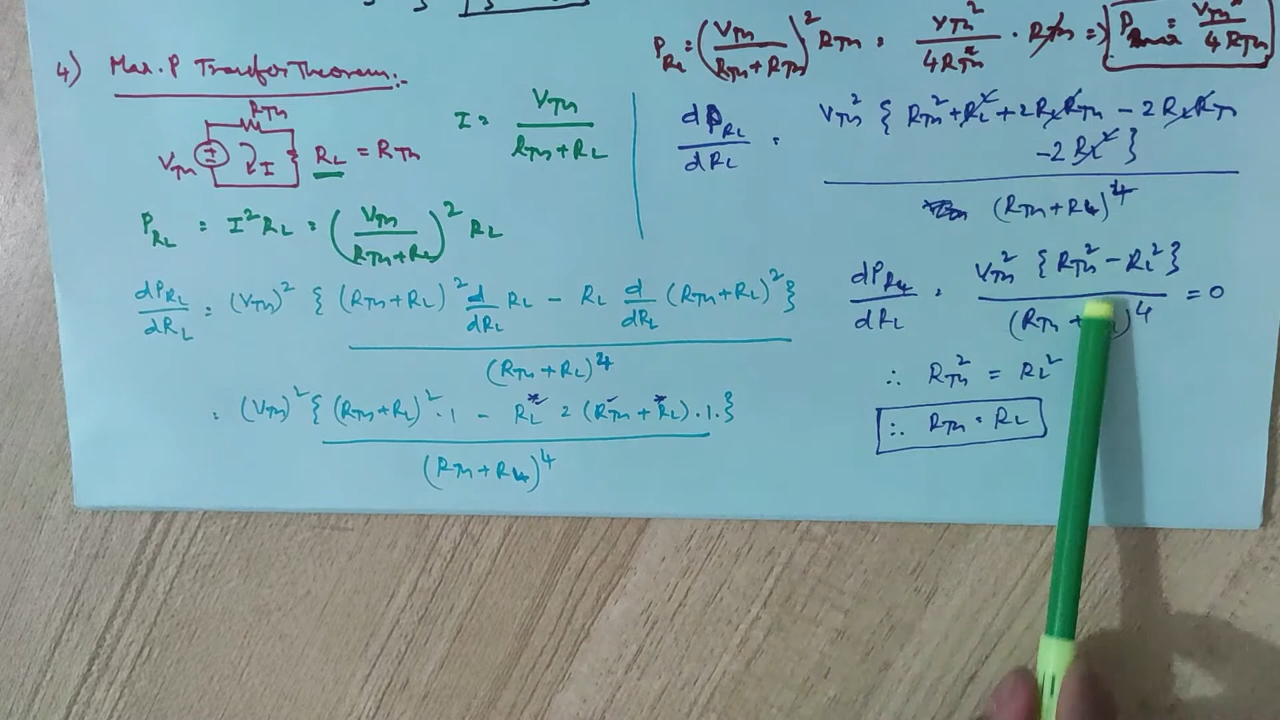 4) Max. P Transfer Theorem:-
RTh
VTh ± I RL = RTh
I = VTh / (RTh + RL)
PRL = I²RL = (VTh / (RTh + RL))² RL
dPRL/dRL = (VTh)² { (RTh + RL)² d/dRL RL - RL d/dRL (RTh + RL)² } / (RTh + RL)⁴
= (VTh)² { (RTh + RL)² · 1 - RL 2 (RTh + RL) · 1. } / (RTh + RL)⁴
PRL = (VTh / (RTh + RTh))² RTh = VTh² / 4RTh² · RTh => PRmax = VTh² / 4RTh
dPRL/dRL = VTh² { RTh² + RL² + 2RLRTh - 2RLRTh
-2RL² } / (RTh + RL)⁴
dPRL/dRL = VTh² { RTh² - RL² } / (RTh + )⁴ = 0
∴ RTh² = RL²
∴ RTh = RL